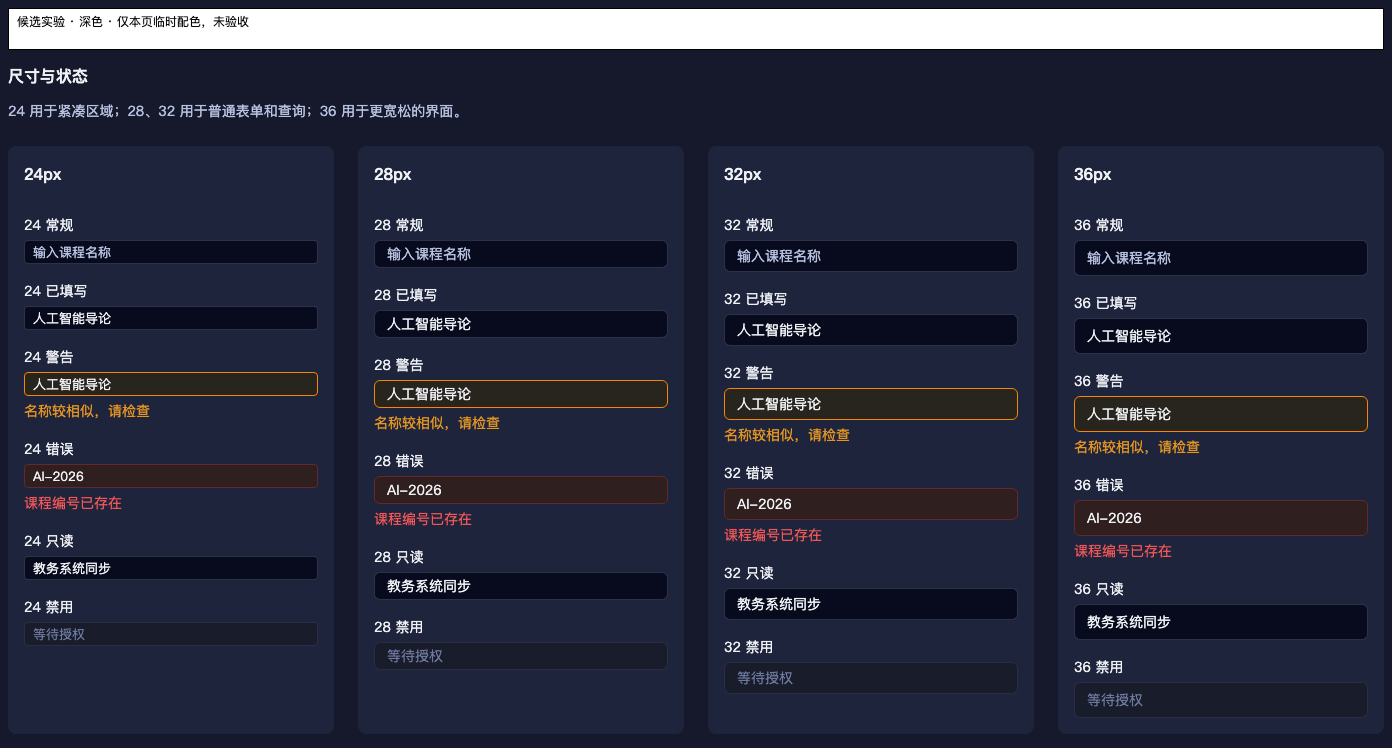 候选实验 · 深色 · 仅本页临时配色，未验收
尺寸与状态
24 用于紧凑区域；28、32 用于普通表单和查询；36 用于更宽松的界面。
24px
24 常规
输入课程名称
24 已填写
人工智能导论
24 警告
人工智能导论
名称较相似，请检查
24 错误
AI-2026
课程编号已存在
24 只读
教务系统同步
24 禁用
等待授权
28px
28 常规
输入课程名称
28 已填写
人工智能导论
28 警告
人工智能导论
名称较相似，请检查
28 错误
AI-2026
课程编号已存在
28 只读
教务系统同步
28 禁用
等待授权
32px
32 常规
输入课程名称
32 已填写
人工智能导论
32 警告
人工智能导论
名称较相似，请检查
32 错误
AI-2026
课程编号已存在
32 只读
教务系统同步
32 禁用
等待授权
36px
36 常规
输入课程名称
36 已填写
人工智能导论
36 警告
人工智能导论
名称较相似，请检查
36 错误
AI-2026
课程编号已存在
36 只读
教务系统同步
36 禁用
等待授权